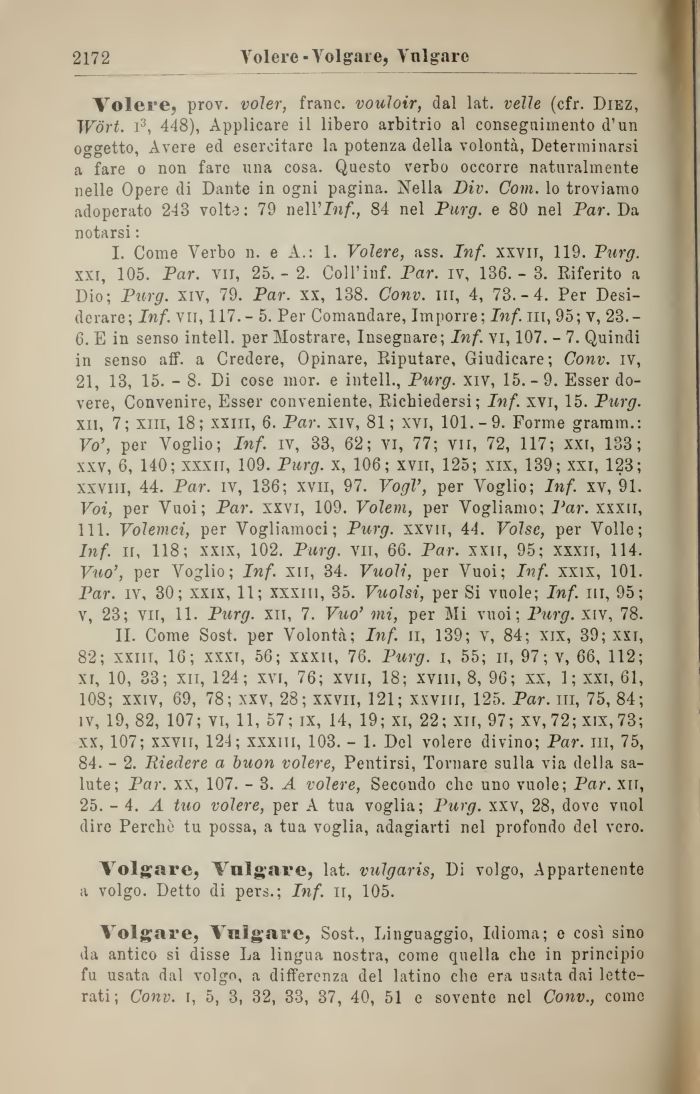 2172 Volere - Volgare, Vulgare
Volere, prov. voler, franc. vouloir, dal lat. velle (cfr. DIEZ,
Wört. I³, 448), Applicare il libero arbitrio al conseguimento d'un
oggetto, Avere ed esercitare la potenza della volontà, Determinarsi
a fare o non fare una cosa. Questo verbo occorre naturalmente
nelle Opere di Dante in ogni pagina. Nella Div. Com. lo troviamo
adoperato 243 volte: 79 nell'Inf., 84 nel Purg. e 80 nel Par. Da
notarsi:
I. Come Verbo n. e A.: 1. Volere, ass. Inf. XXVII, 119. Purg.
XXI, 105. Par. VII, 25. - 2. Coll'inf. Par. IV, 136. - 3. Riferito a
Dio; Purg. XIV, 79. Par. XX, 138. Conv. III, 4, 73. - 4. Per Desi-
derare; Inf. VII, 117. - 5. Per Comandare, Imporre; Inf. III, 95; V, 23. -
6. E in senso intell. per Mostrare, Insegnare; Inf. VI, 107. - 7. Quindi
in senso aff. a Credere, Opinare, Riputare, Giudicare; Conv. IV,
21, 13, 15. - 8. Di cose mor. e intell., Purg. XIV, 15. - 9. Esser do-
vere, Convenire, Esser conveniente, Richiedersi; Inf. XVI, 15. Purg.
XII, 7; XIII, 18; XXIII, 6. Par. XIV, 81; XVI, 101. - 9. Forme gramm.:
Vo', per Voglio; Inf. IV, 33, 62; VI, 77; VII, 72, 117; XXI, 133;
XXV, 6, 140; XXXII, 109. Purg. X, 106; XVII, 125; XIX, 139; XXI, 123;
XXVIII, 44. Par. IV, 136; XVII, 97. Vogl', per Voglio; Inf. XV, 91.
Voi, per Vuoi; Par. XXVI, 109. Volem, per Vogliamo; Par. XXXII,
111. Volemci, per Vogliamoci; Purg. XXVII, 44. Volse, per Volle;
Inf. II, 118; XXIX, 102. Purg. VII, 66. Par. XXII, 95; XXXII, 114.
Vuo', per Voglio; Inf. XII, 34. Vuoli, per Vuoi; Inf. XXIX, 101.
Par. IV, 30; XXIX, 11; XXXIII, 35. Vuolsi, per Si vuole; Inf. III, 95;
V, 23; VII, 11. Purg. XII, 7. Vuo' mi, per Mi vuoi; Purg. XIV, 78.
II. Come Sost. per Volontà; Inf. II, 139; V, 84; XIX, 39; XXI,
82; XXIII, 16; XXXI, 56; XXXII, 76. Purg. I, 55; II, 97; V, 66, 112;
XI, 10, 33; XII, 124; XVI, 76; XVII, 18; XVIII, 8, 96; XX, 1; XXI, 61,
108; XXIV, 69, 78; XXV, 28; XXVII, 121; XXVIII, 125. Par. III, 75, 84;
IV, 19, 82, 107; VI, 11, 57; IX, 14, 19; XI, 22; XII, 97; XV, 72; XIX, 73;
XX, 107; XXVII, 124; XXXIII, 103. - 1. Del volere divino; Par. III, 75,
84. - 2. Riedere a buon volere, Pentirsi, Tornare sulla via della sa-
lute; Par. XX, 107. - 3. A volere, Secondo che uno vuole; Par. XII,
25. - 4. A tuo volere, per A tua voglia; Purg. XXV, 28, dove vuol
dire Perchè tu possa, a tua voglia, adagiarti nel profondo del vero.
Volgare, Vulgare, lat. vulgaris, Di volgo, Appartenente
a volgo. Detto di pers.; Inf. II, 105.
Volgare, Vulgare, Sost., Linguaggio, Idioma; e così sino
da antico si disse La lingua nostra, come quella che in principio
fu usata dal volgo, a differenza del latino che era usata dai lette-
rati; Conv. I, 5, 3, 32, 33, 37, 40, 51 e sovente nel Conv., come